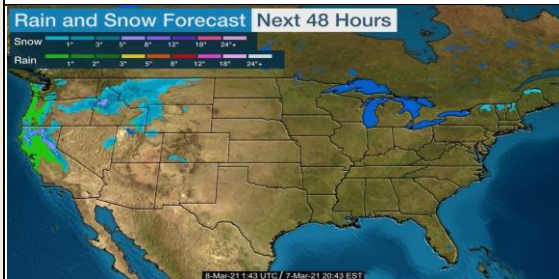 Rain and Snow Forecast Next 48 Hours
Snow
1" 3" 5" 8" 12" 18" 24"+
Rain
1" 2" 3" 5" 8" 12" 18" 24"+
8-Mar-21 1:43 UTC / 7-Mar-21 20:43 EST